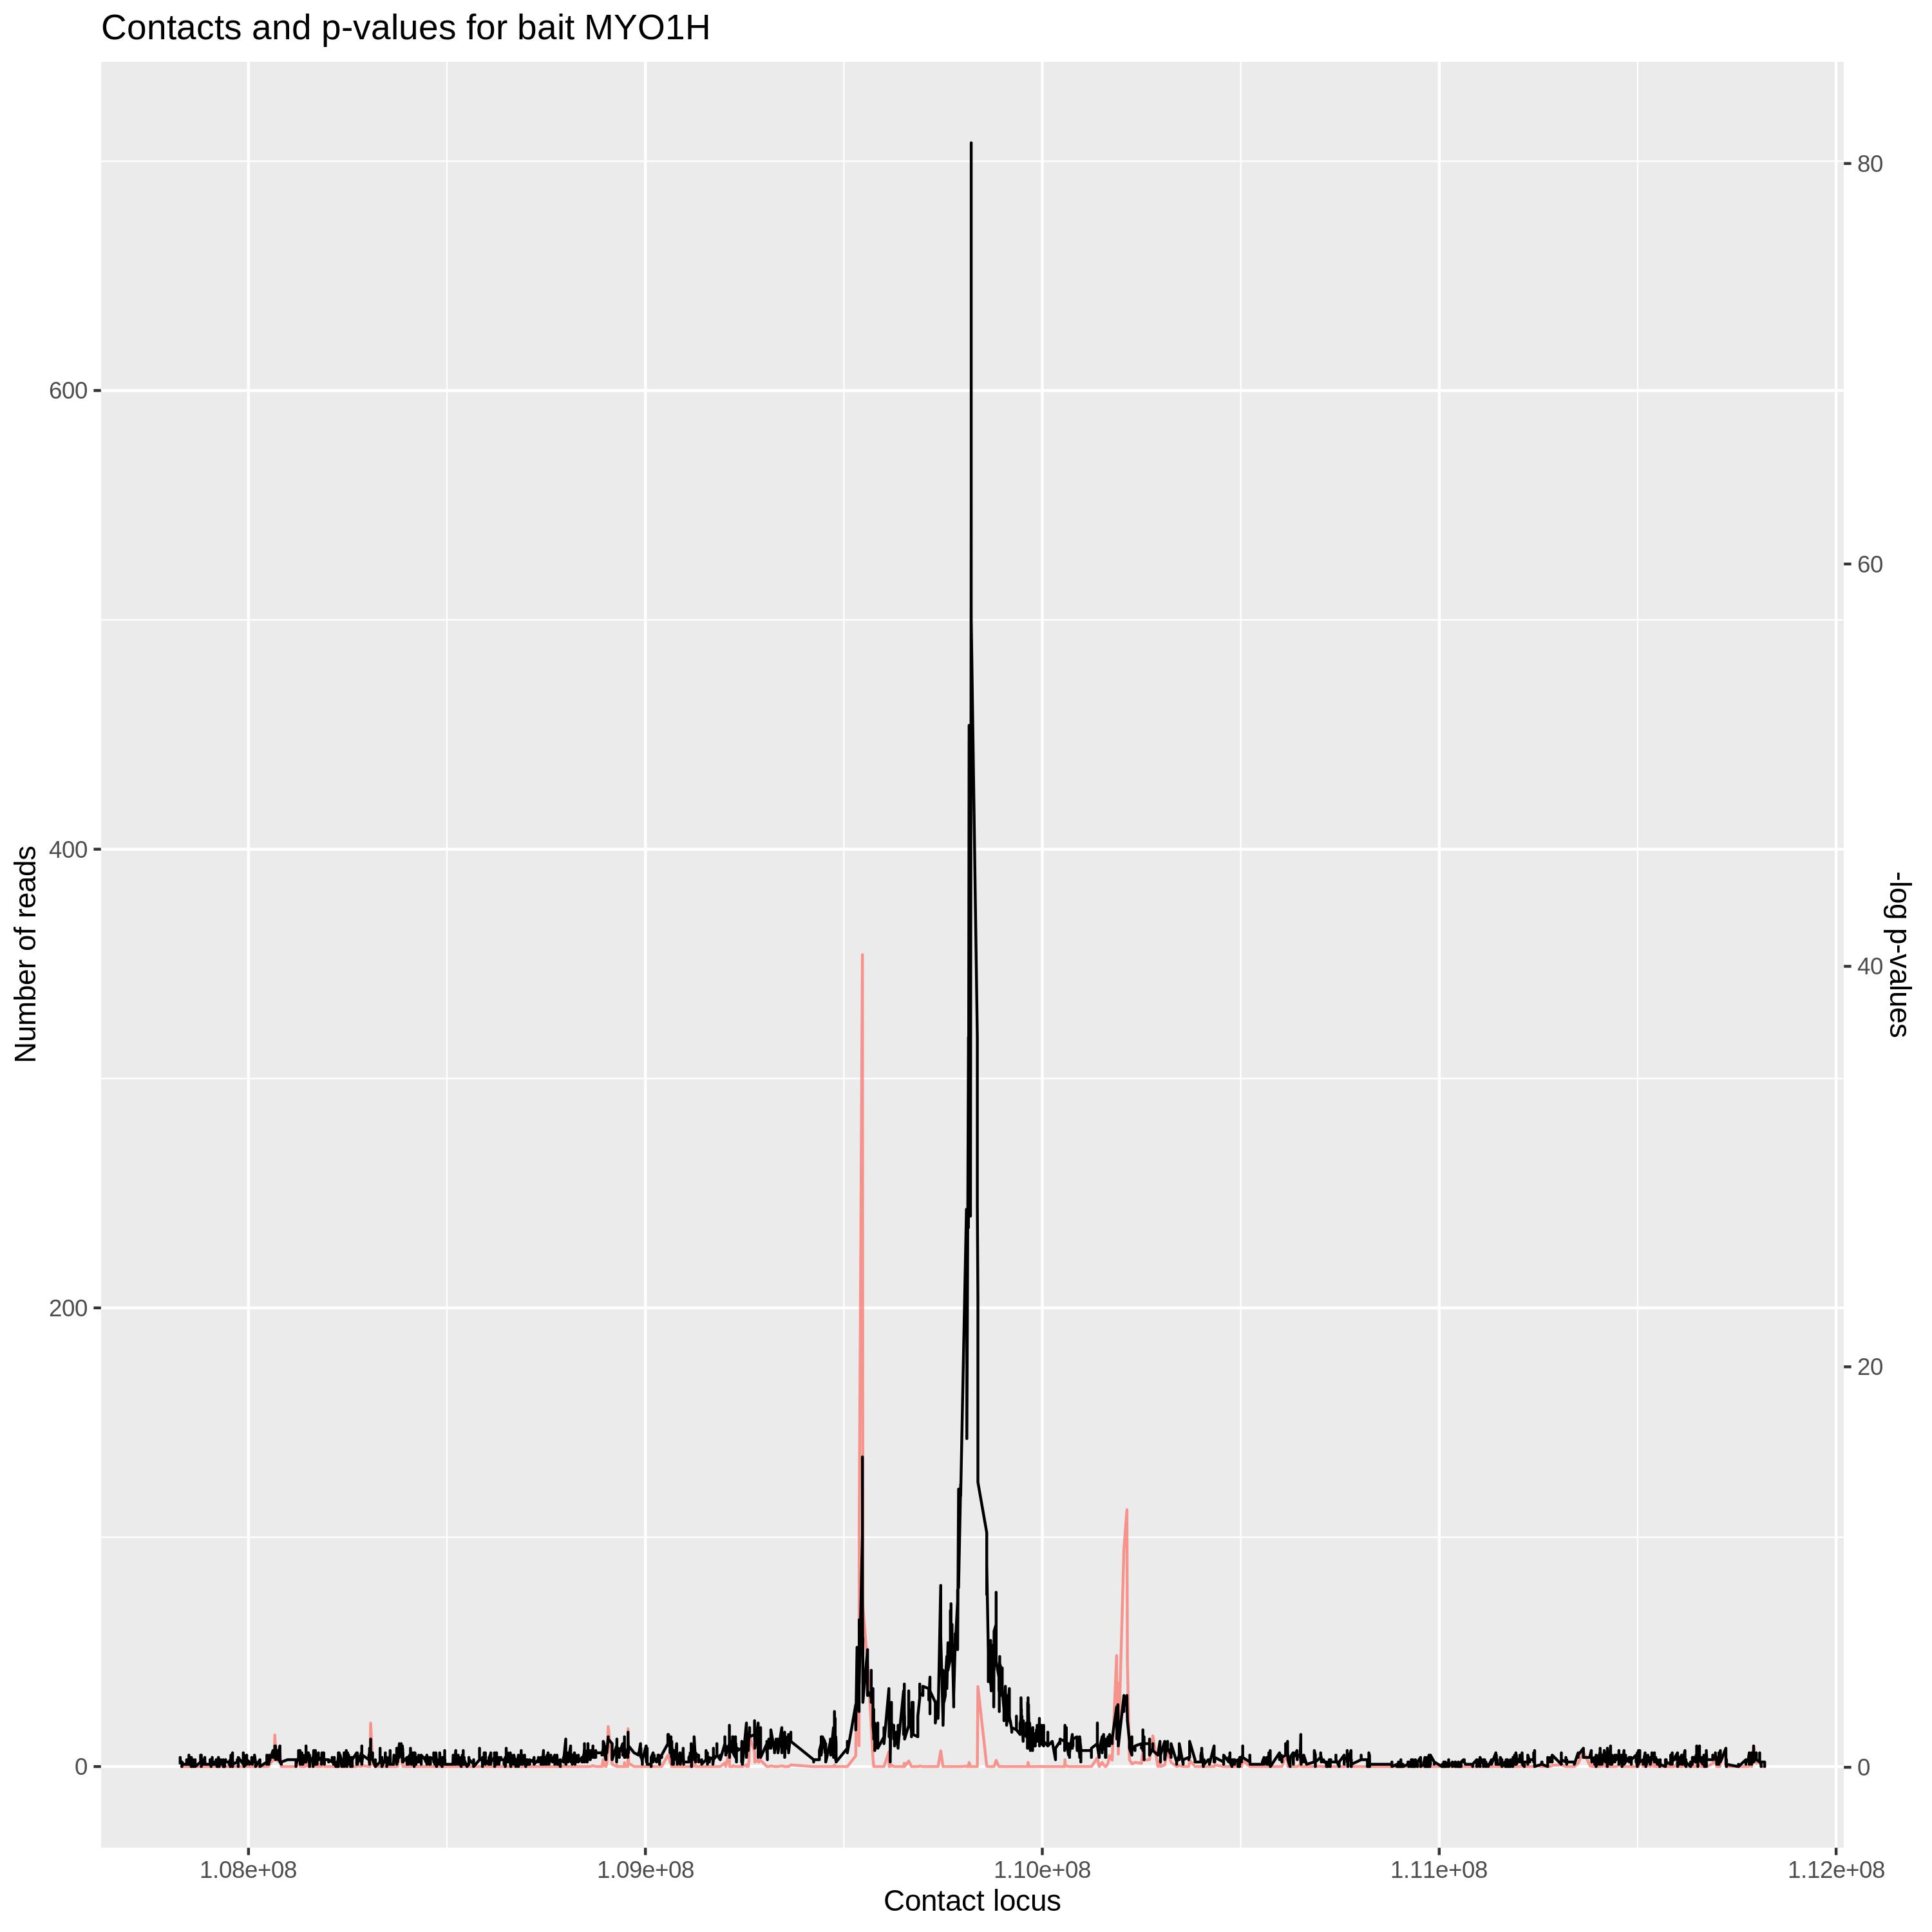 Contacts and p-values for bait MYO1H
Number of reads
600
400
200
0
80
60
40
20
0
-log p-values
1.08e+08
1.09e+08
1.10e+08
1.11e+08
1.12e+08
Contact locus